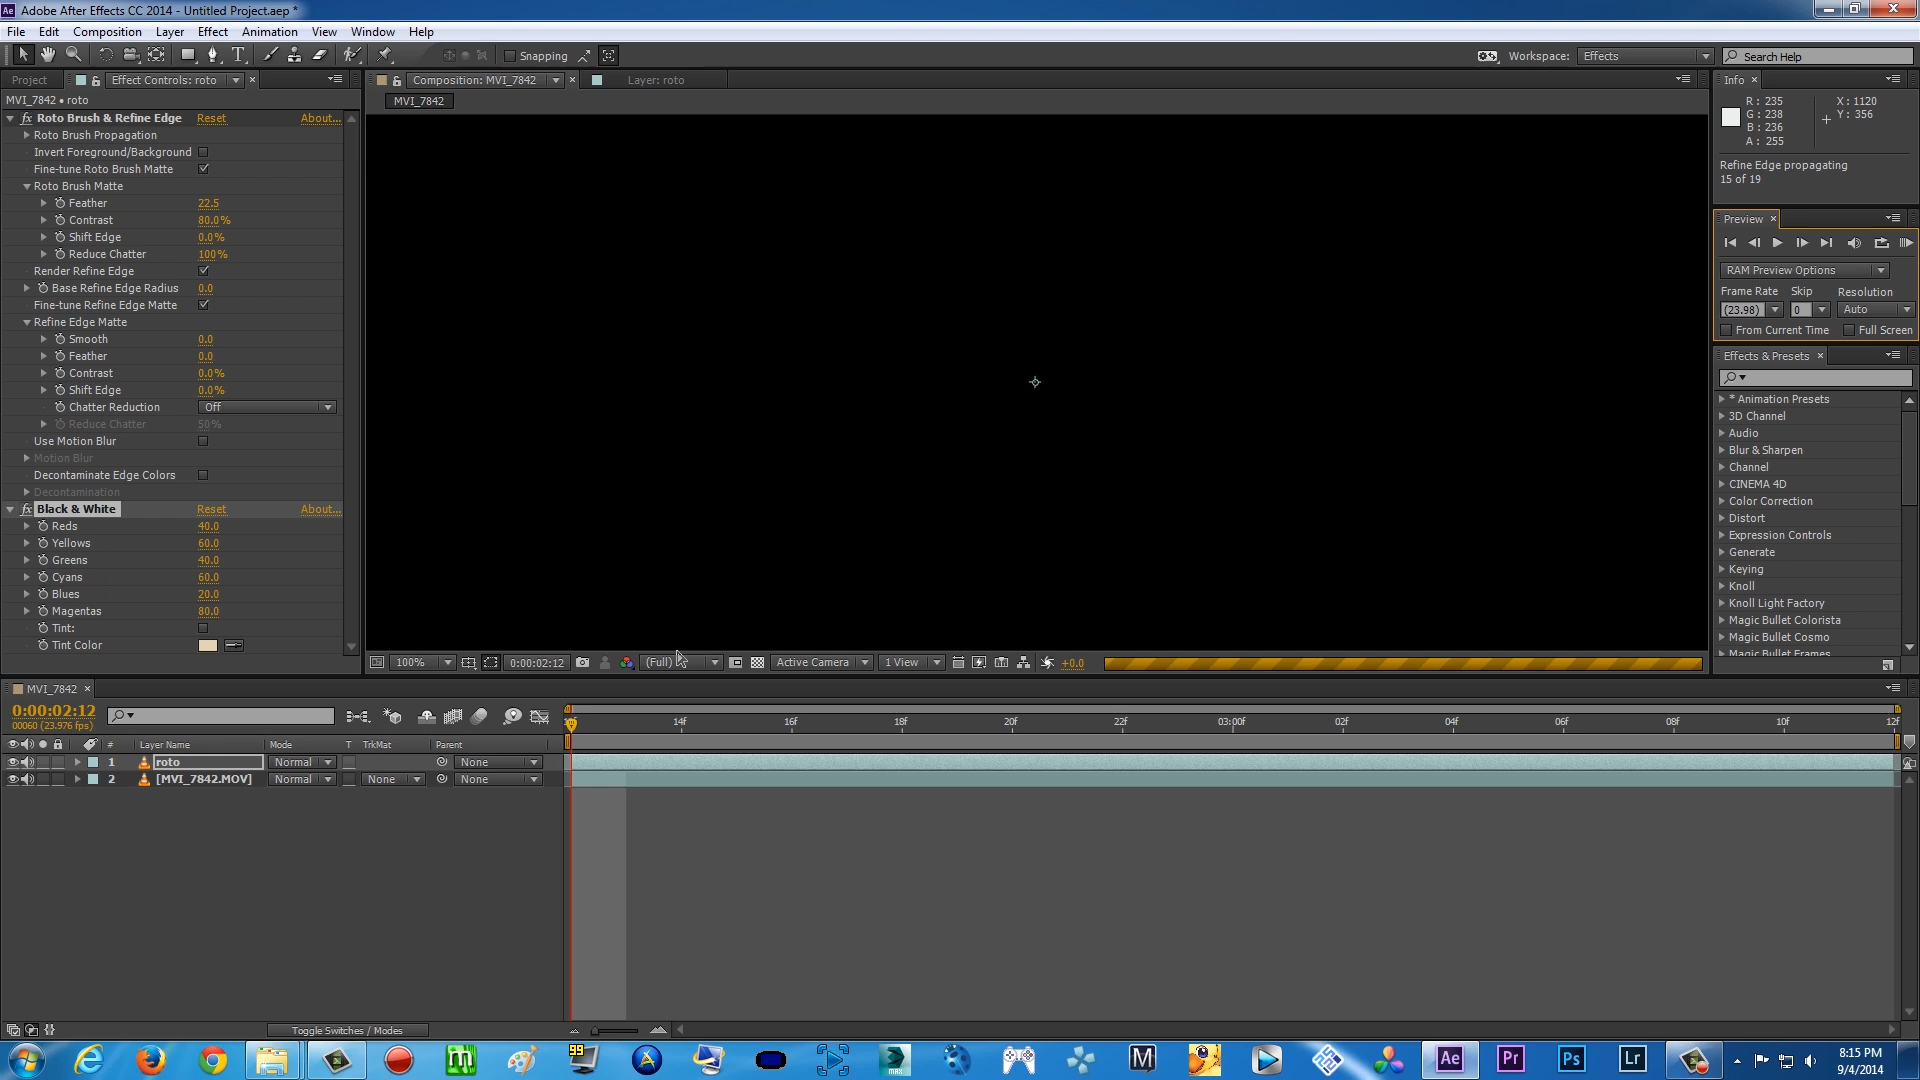 Adobe After Effects CC 2014 - Untitled Project.aep *
File Edit Composition Layer Effect Animation View Window Help
Snapping
Workspace: Effects
Search Help
Project
Effect Controls: roto
Composition: MVI_7842
Layer: roto
MVI_7842 • roto
MVI_7842
Roto Brush & Refine Edge Reset About...
Roto Brush Propagation
Invert Foreground/Background
Fine-tune Roto Brush Matte
Roto Brush Matte
Feather 22.5
Contrast 80.0%
Shift Edge 0.0%
Reduce Chatter 100%
Render Refine Edge
Base Refine Edge Radius 0.0
Fine-tune Refine Edge Matte
Refine Edge Matte
Smooth 0.0
Feather 0.0
Contrast 0.0%
Shift Edge 0.0%
Chatter Reduction Off
Reduce Chatter 50%
Use Motion Blur
Motion Blur
Decontaminate Edge Colors
Decontamination
Black & White Reset About...
Reds 40.0
Yellows 60.0
Greens 40.0
Cyans 60.0
Blues 20.0
Magentas 80.0
Tint:
Tint Color
100% 0:00:02:12 (Full) Active Camera 1 View +0.0
Info
R : 235 X : 1120
G : 238 Y : 356
B : 236
A : 255
Refine Edge propagating
15 of 19
Preview
RAM Preview Options
Frame Rate Skip Resolution
(23.98) 0 Auto
From Current Time Full Screen
Effects & Presets
* Animation Presets
3D Channel
Audio
Blur & Sharpen
Channel
CINEMA 4D
Color Correction
Distort
Expression Controls
Generate
Keying
Knoll
Knoll Light Factory
Magic Bullet Colorista
Magic Bullet Cosmo
Magic Bullet Frames
MVI_7842
0:00:02:12
00060 (23.976 fps)
14f 16f 18f 20f 22f 03:00f 02f 04f 06f 08f 10f 12f
# Layer Name Mode T TrkMat Parent
1 roto Normal None
2 [MVI_7842.MOV] Normal None None
Toggle Switches / Modes
99
MAX
M
Ae
Pr
Ps
Lr
8:15 PM
9/4/2014